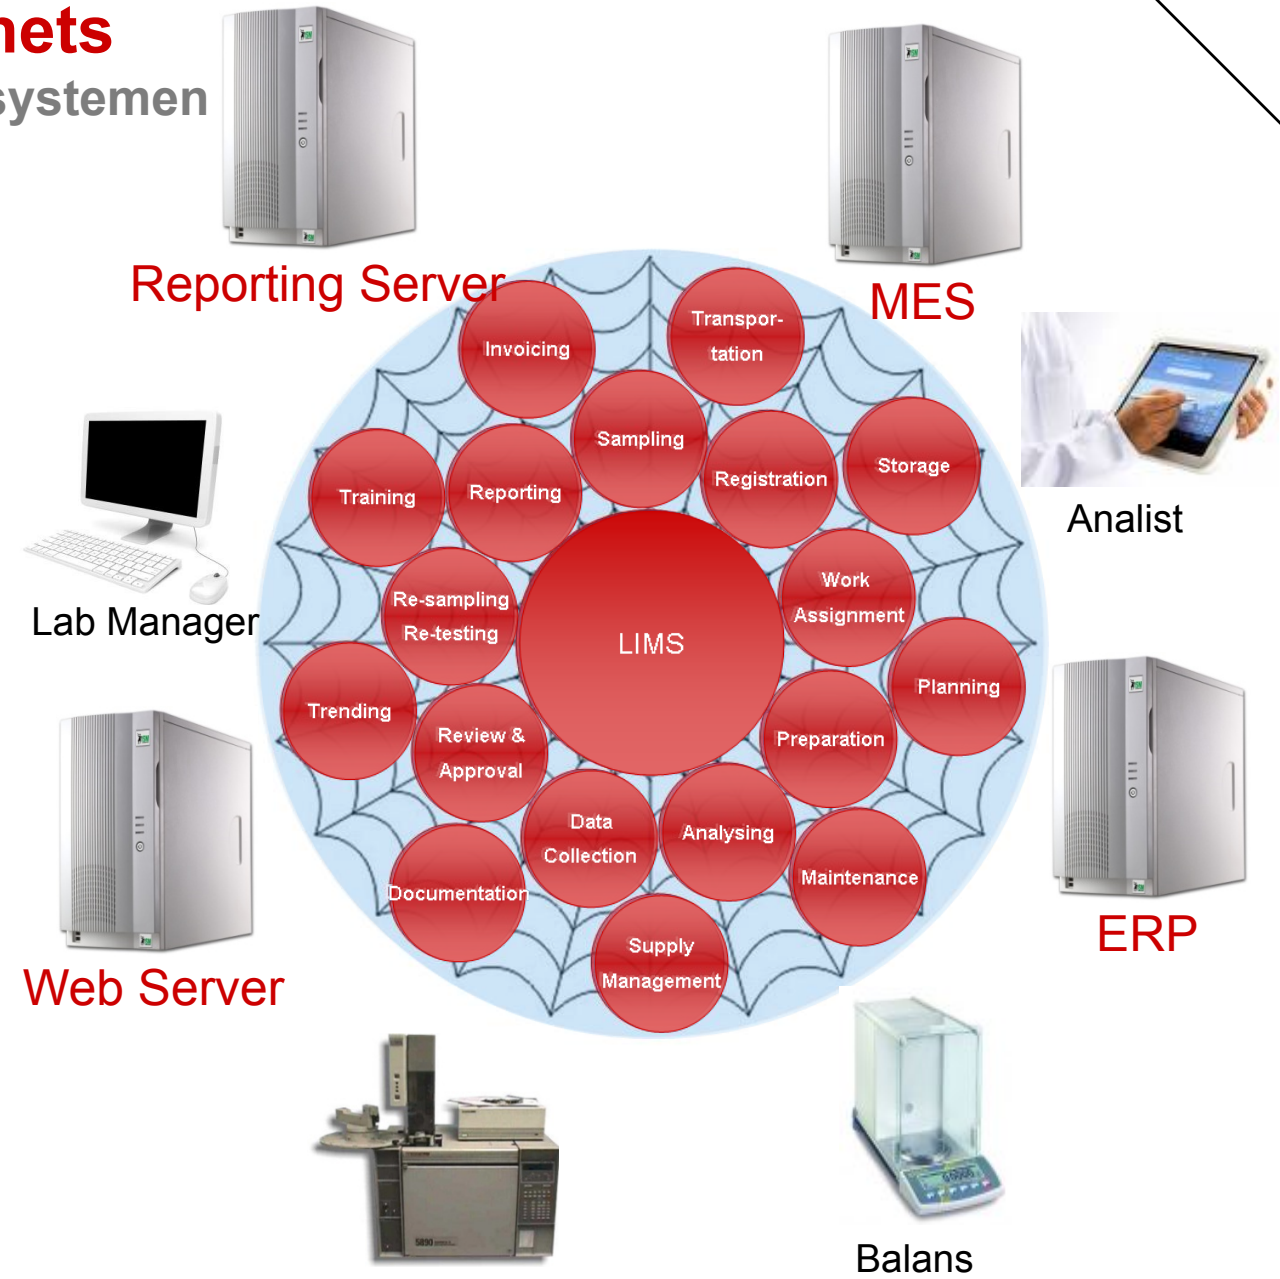 nets
systemen
Reporting Server
MES
Invoicing
Transpor-
tation
Sampling
Registration
Storage
Training
Reporting
Analist
Work
Assignment
Re-sampling
Re-testing
LIMS
Lab Manager
Planning
Trending
Review &
Approval
Preparation
Data
Collection
Analysing
Maintenance
Documentation
ERP
Supply
Management
Web Server
5890
Balans